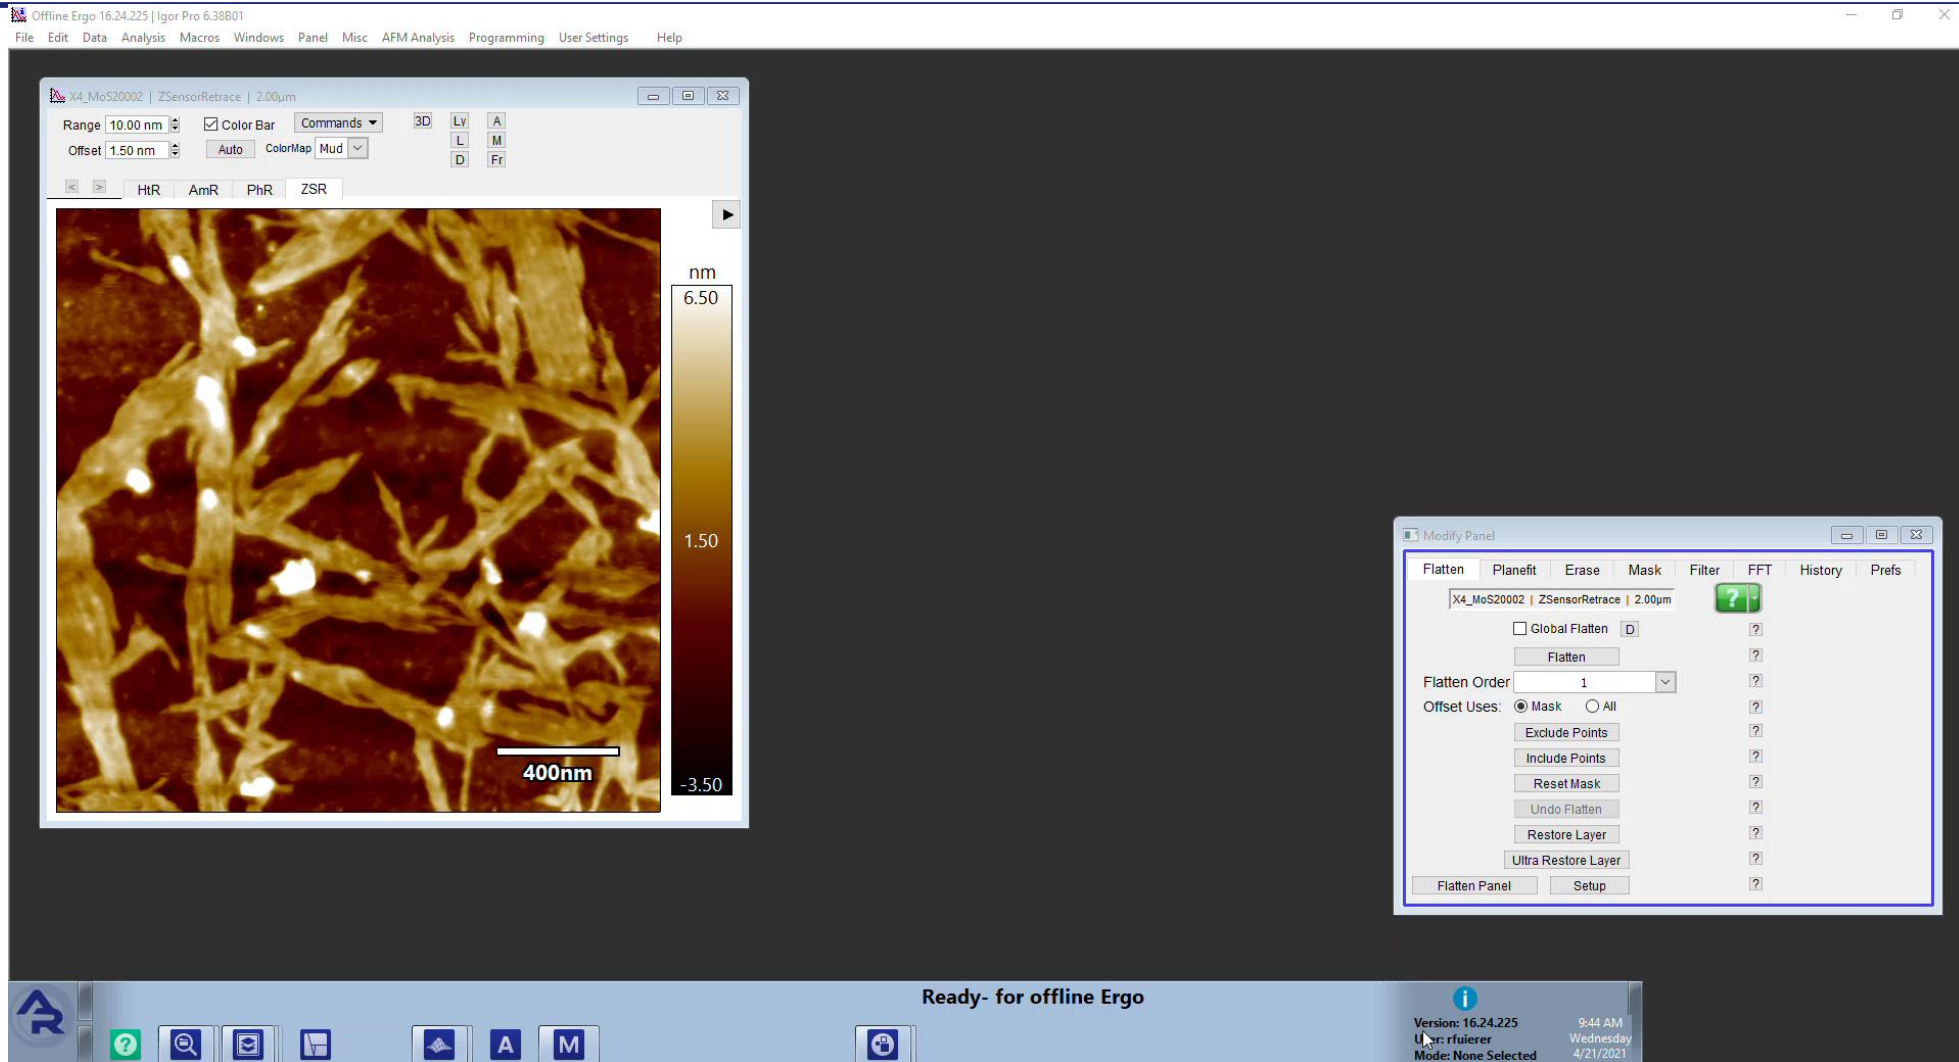 Offline Ergo 16.24.225 | Igor Pro 6.38B01
File Edit Data Analysis Macros Windows Panel Misc AFM Analysis Programming User Settings Help
X4_MoS20002 | ZSensorRetrace | 2.00µm
Range 10.00 nm Color Bar Commands 3D Ly A
L M
Offset 1.50 nm Auto ColorMap Mud
D Fr
< > HtR AmR PhR ZSR
nm
6.50
1.50
-3.50
400nm
Modify Panel
Flatten Planefit Erase Mask Filter FFT History Prefs
X4_MoS20002 | ZSensorRetrace | 2.00µm ?
Global Flatten D ?
Flatten ?
Flatten Order 1 ?
Offset Uses: Mask All ?
Exclude Points ?
Include Points ?
Reset Mask ?
Undo Flatten ?
Restore Layer ?
Ultra Restore Layer ?
Flatten Panel Setup ?
Ready- for offline Ergo
AR
? A M
i
Version: 16.24.225
User: rfuierer
Mode: None Selected
9:44 AM
Wednesday
4/21/2021